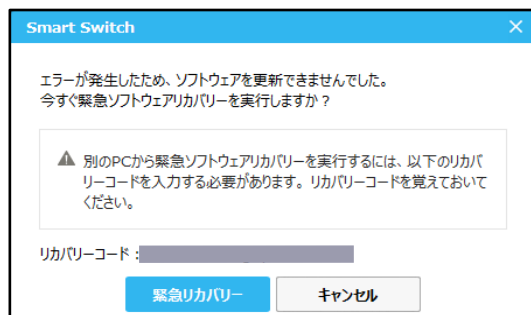 Smart Switch
エラーが発生したため、ソフトウェアを更新できませんでした。
今すぐ緊急ソフトウェアリカバリーを実行しますか？
別のPCから緊急ソフトウェアリカバリーを実行するには、以下のリカバ
リーコードを入力する必要があります。リカバリーコードを覚えておいて
ください。
リカバリーコード：
緊急リカバリー
キャンセル